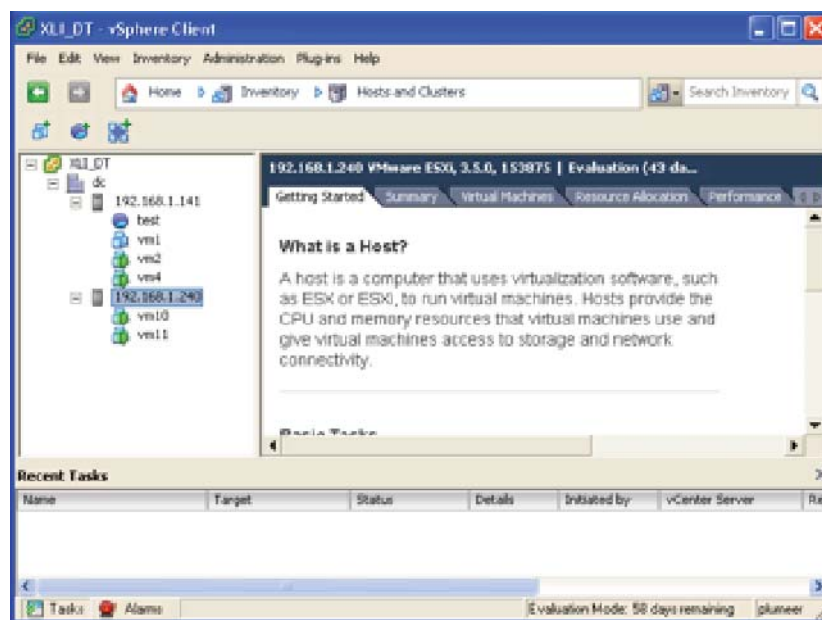 XLI_DT - vSphere Client
File Edit View Inventory Administration Plug-ins Help
Home Inventory Hosts and Clusters Search Inventory
XLI_DT
dc
192.168.1.141
test
vm1
vm2
vm4
192.168.1.240
vm10
vm11
192.168.1.240 VMware ESXi, 3.5.0, 153875 | Evaluation (43 da...
Getting Started Summary Virtual Machines Resource Allocation Performance
What is a Host?
A host is a computer that uses virtualization software, such
as ESX or ESXi, to run virtual machines. Hosts provide the
CPU and memory resources that virtual machines use and
give virtual machines access to storage and network
connectivity.
Basic Tasks
Recent Tasks
Name Target Status Details Initiated by vCenter Server Re
Tasks Alarms Evaluation Mode: 58 days remaining plumeer